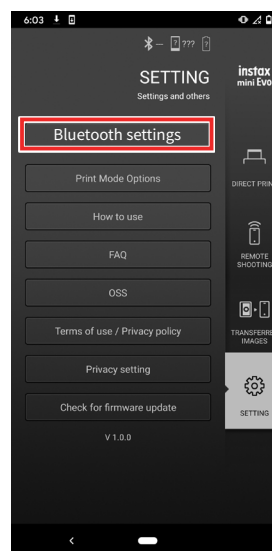 6:03
??? ?
SETTING
Settings and others
instax
mini Evo
Bluetooth settings
Print Mode Options
DIRECT PRIN
How to use
FAQ
REMOTE
SHOOTING
OSS
Terms of use / Privacy policy
TRANSFERRE
IMAGES
Privacy setting
Check for firmware update
SETTING
V 1.0.0